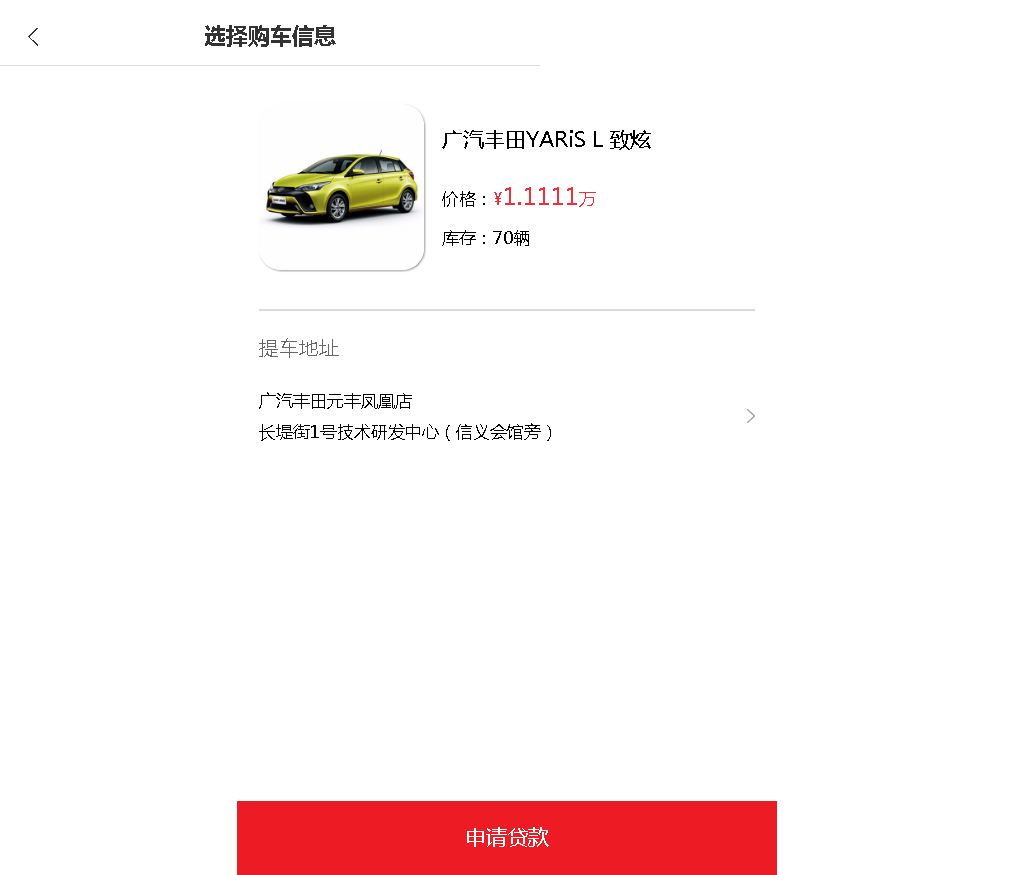 选择购车信息
广汽丰田YARiS L 致炫
价格：¥1.1111万
库存：70辆
提车地址
广汽丰田元丰凤凰店
长堤街1号技术研发中心（信义会馆旁）
申请贷款